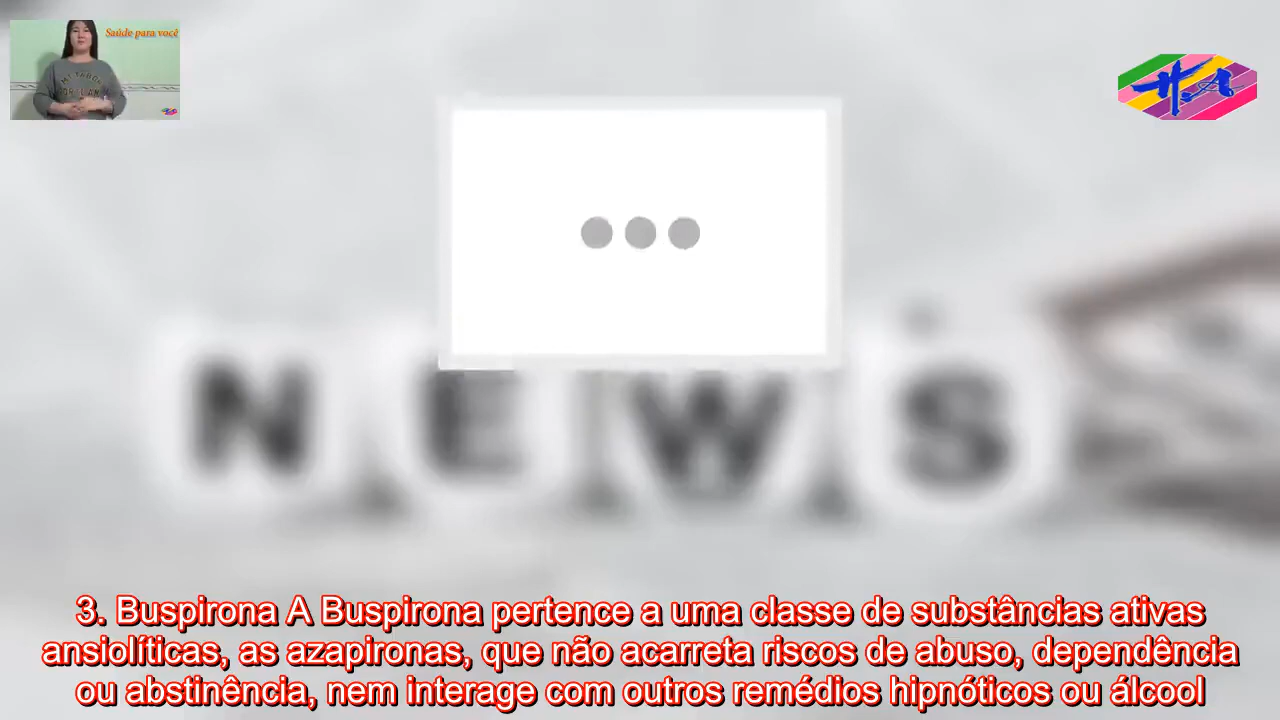 Saúde para você
NEWS
3. Buspirona A Buspirona pertence a uma classe de substâncias ativas
ansiolíticas, as azapironas, que não acarreta riscos de abuso, dependência
ou abstinência, nem interage com outros remédios hipnóticos ou álcool